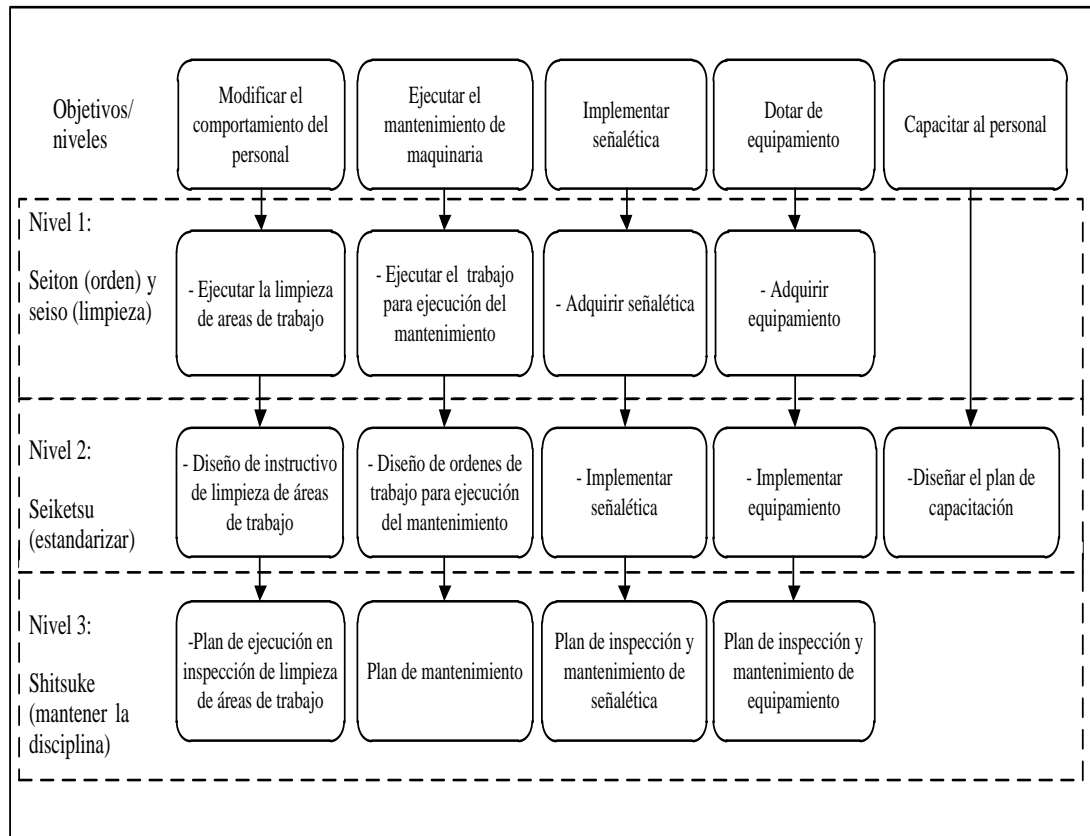 Objetivos/
niveles
Modificar el
comportamiento del
personal
Ejecutar el
mantenimiento de
maquinaria
Implementar
señalética
Dotar de
equipamiento
Capacitar al personal
Nivel 1:
Seiton (orden) y
seiso (limpieza)
- Ejecutar la limpieza
de areas de trabajo
- Ejecutar el trabajo
para ejecución del
mantenimiento
- Adquirir señalética
- Adquirir
equipamiento
Nivel 2:
Seiketsu
(estandarizar)
- Diseño de instructivo
de limpieza de áreas
de trabajo
- Diseño de ordenes de
trabajo para ejecución
del mantenimiento
- Implementar
señalética
- Implementar
equipamiento
-Diseñar el plan de
capacitación
Nivel 3:
Shitsuke
(mantener la
disciplina)
-Plan de ejecución en
inspección de limpieza
de áreas de trabajo
Plan de mantenimiento
Plan de inspección y
mantenimiento de
señalética
Plan de inspección y
mantenimiento de
equipamiento